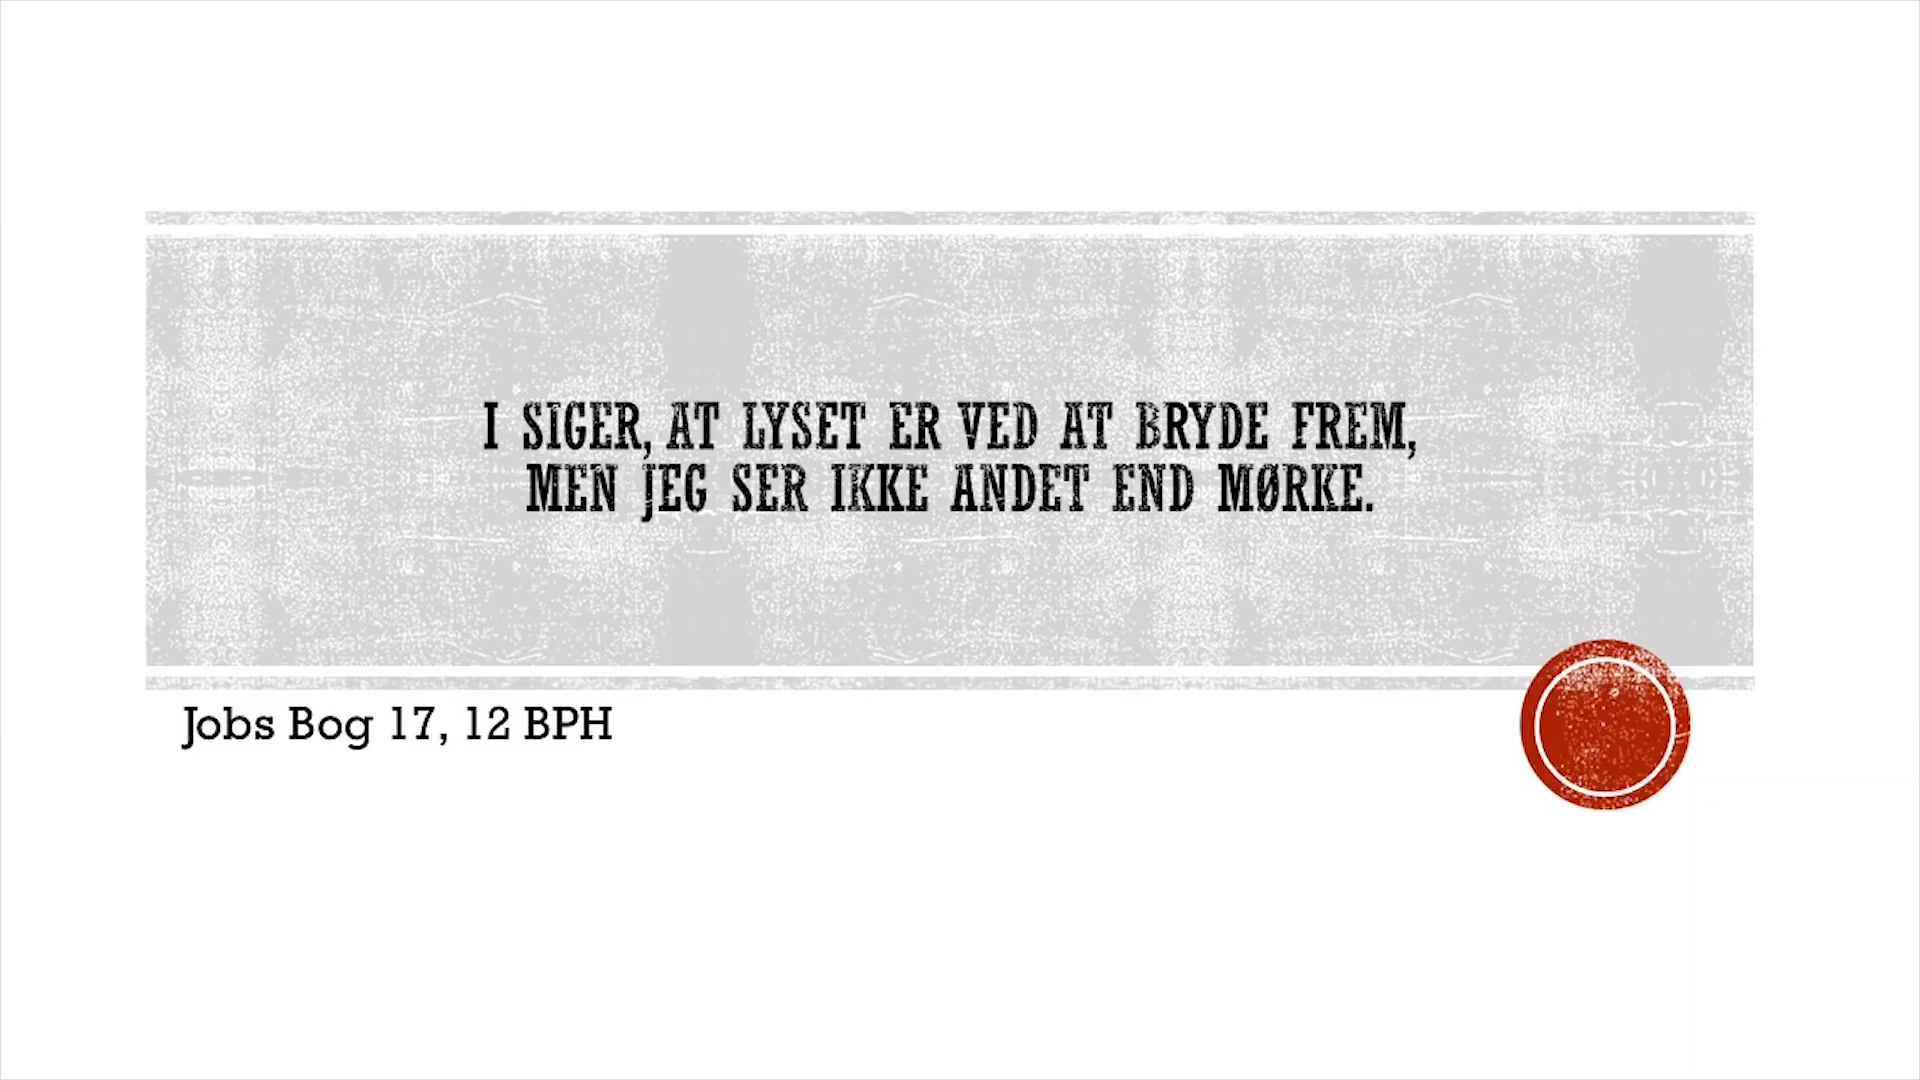 I SIGER, AT LYSET ER VED AT BRYDE FREM,
MEN JEG SER IKKE ANDET END MØRKE.
Jobs Bog 17, 12 BPH